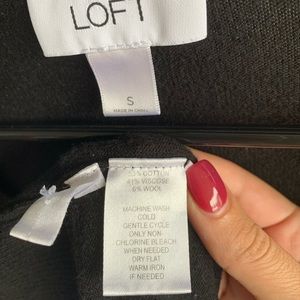 LOFT
S
MADE IN CHINA
53% COTTON
41% VISCOSE
6% WOOL
MACHINE WASH
COLD
GENTLE CYCLE
ONLY NON-
CHLORINE BLEACH
WHEN NEEDED
DRY FLAT
WARM IRON
IF NEEDED